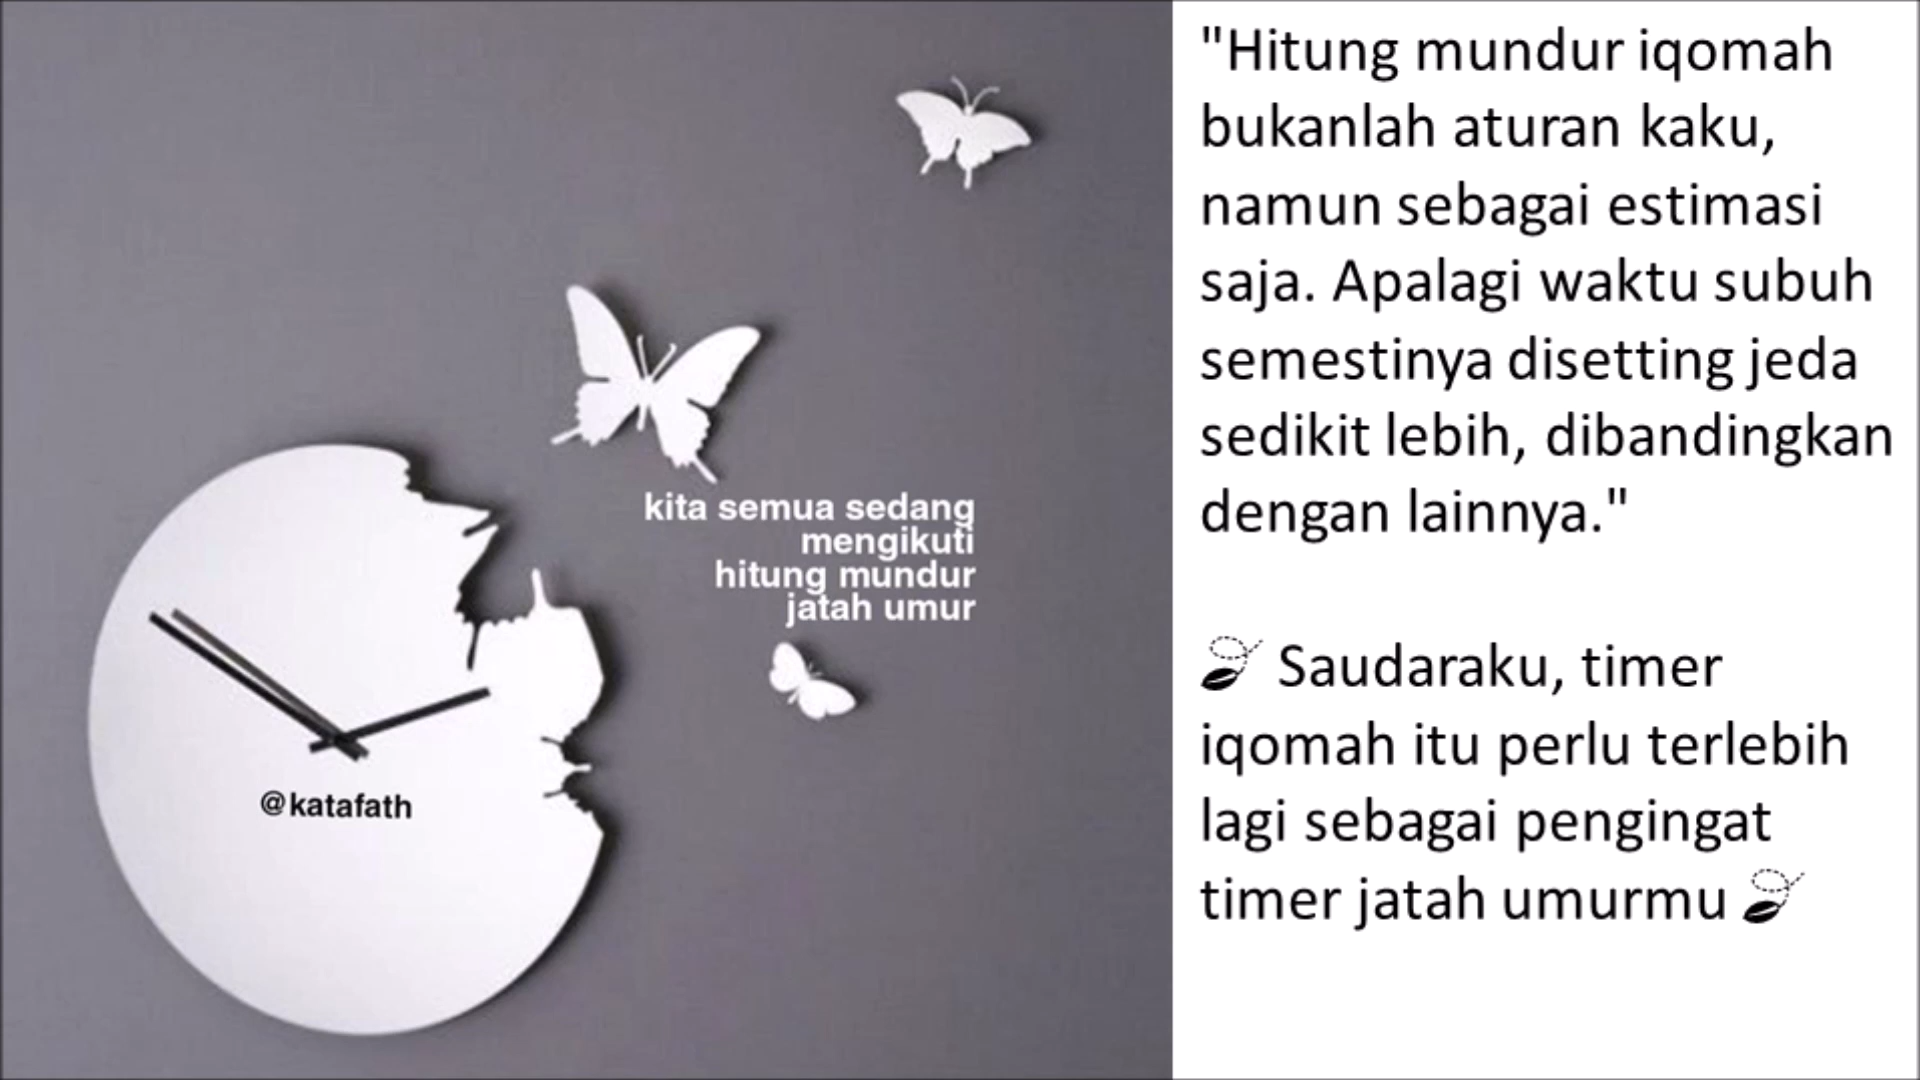 kita semua sedang
mengikuti
hitung mundur
jatah umur
@katafath
"Hitung mundur iqomah
bukanlah aturan kaku,
namun sebagai estimasi
saja. Apalagi waktu subuh
semestinya disetting jeda
sedikit lebih, dibandingkan
dengan lainnya."
Saudaraku, timer
iqomah itu perlu terlebih
lagi sebagai pengingat
timer jatah umurmu